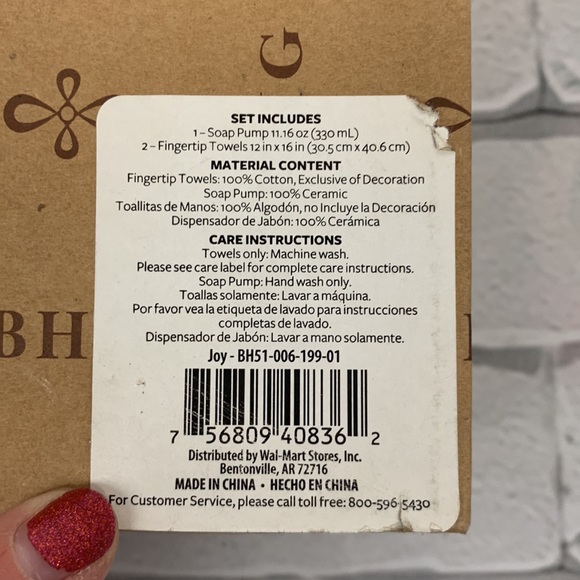 G
SET INCLUDES
1 – Soap Pump 11.16 oz (330 mL)
2 – Fingertip Towels 12 in x 16 in (30.5 cm x 40.6 cm)
MATERIAL CONTENT
Fingertip Towels: 100% Cotton, Exclusive of Decoration
Soap Pump: 100% Ceramic
Toallitas de Manos: 100% Algodón, no Incluye la Decoración
Dispensador de Jabón: 100% Cerámica
CARE INSTRUCTIONS
Towels only: Machine wash.
Please see care label for complete care instructions.
Soap Pump: Hand wash only.
Toallas solamente: Lavar a máquina.
Por favor vea la etiqueta de lavado para instrucciones
completas de lavado.
Dispensador de Jabón: Lavar a mano solamente.
BH
Joy - BH51-006-199-01
7 56809 40836 2
Distributed by Wal-Mart Stores, Inc.
Bentonville, AR 72716
MADE IN CHINA • HECHO EN CHINA
For Customer Service, please call toll free: 800-596-5430